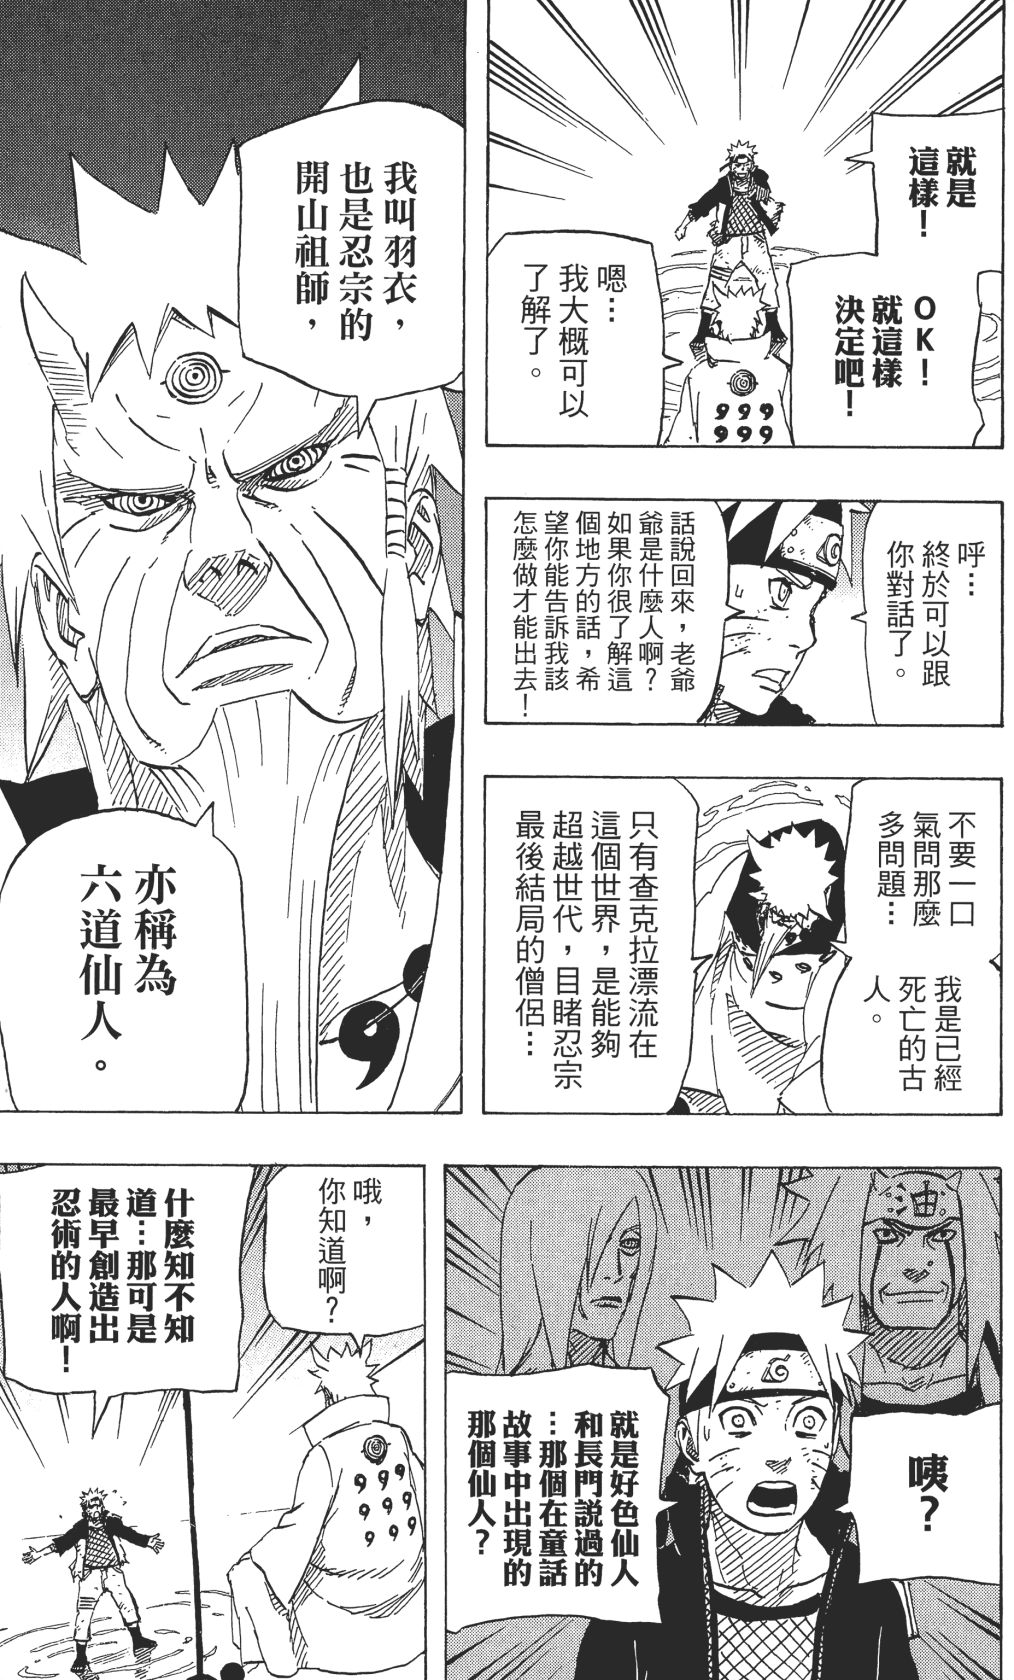 就是
這樣！
OK！
就這樣
決定吧！
嗯…
我大概可以
了解了。
呼…
終於可以跟
你對話了。
話說回來，老爺
爺是什麼人啊？
如果你很了解這
個地方的話，希
望你能告訴我該
怎麼做才能出去！
不要一口
氣問那麼
多問題…
我是已經
死亡的古
人。
只有查克拉漂流在
這個世界，是能夠
超越世代，目睹忍宗
最後結局的僧侶…
我叫羽衣，
也是忍宗的
開山祖師，
亦稱為
六道仙人。
油
咦？
就是好色仙人
和長門說過的
…那個在童話
故事中出現的
那個仙人？
哦，
你知道啊？
什麼知不知
道…那可是
最早創造出
忍術的人啊！